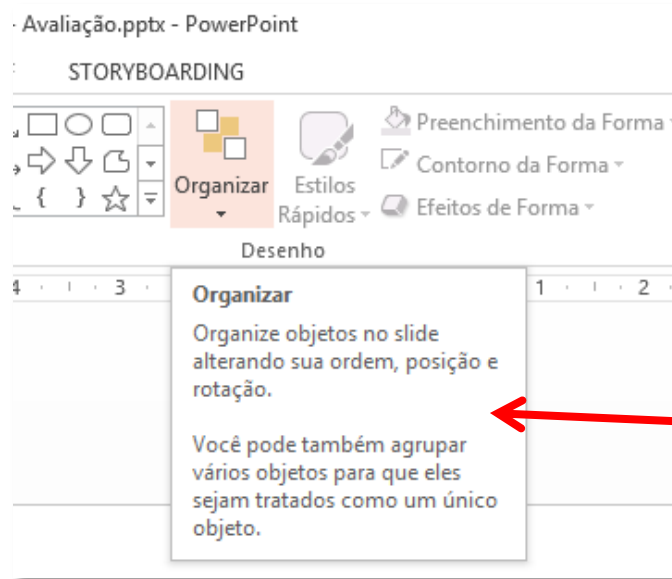 - Avaliação.pptx - PowerPoint
STORYBOARDING
Organizar
Estilos
Rápidos
Preenchimento da Forma
Contorno da Forma
Efeitos de Forma
Desenho
4 3 1 2
Organizar
Organize objetos no slide
alterando sua ordem, posição e
rotação.
Você pode também agrupar
vários objetos para que eles
sejam tratados como um único
objeto.